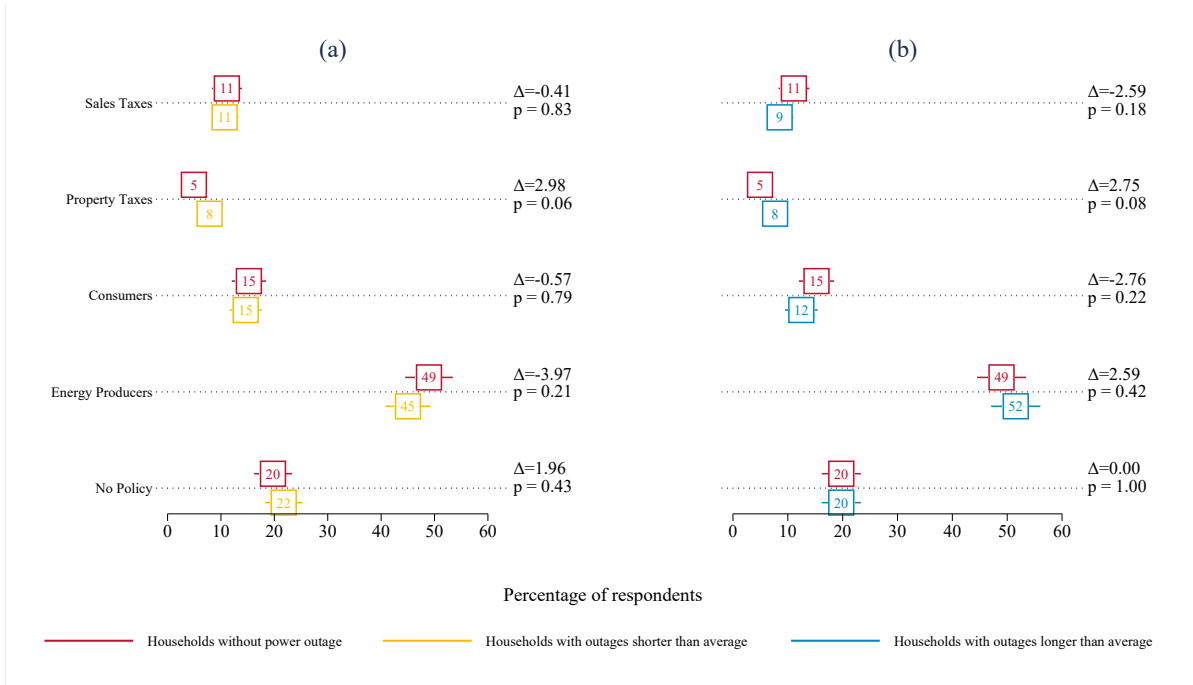 (a)
(b)
Sales Taxes
11
11
Δ=-0.41
p = 0.83
11
9
Δ=-2.59
p = 0.18
Property Taxes
5
8
Δ=2.98
p = 0.06
5
8
Δ=2.75
p = 0.08
Consumers
15
15
Δ=-0.57
p = 0.79
15
12
Δ=-2.76
p = 0.22
Energy Producers
49
45
Δ=-3.97
p = 0.21
49
52
Δ=2.59
p = 0.42
No Policy
20
22
Δ=1.96
p = 0.43
20
20
Δ=0.00
p = 1.00
0 10 20 30 40 50 60
0 10 20 30 40 50 60
Percentage of respondents
Households without power outage
Households with outages shorter than average
Households with outages longer than average